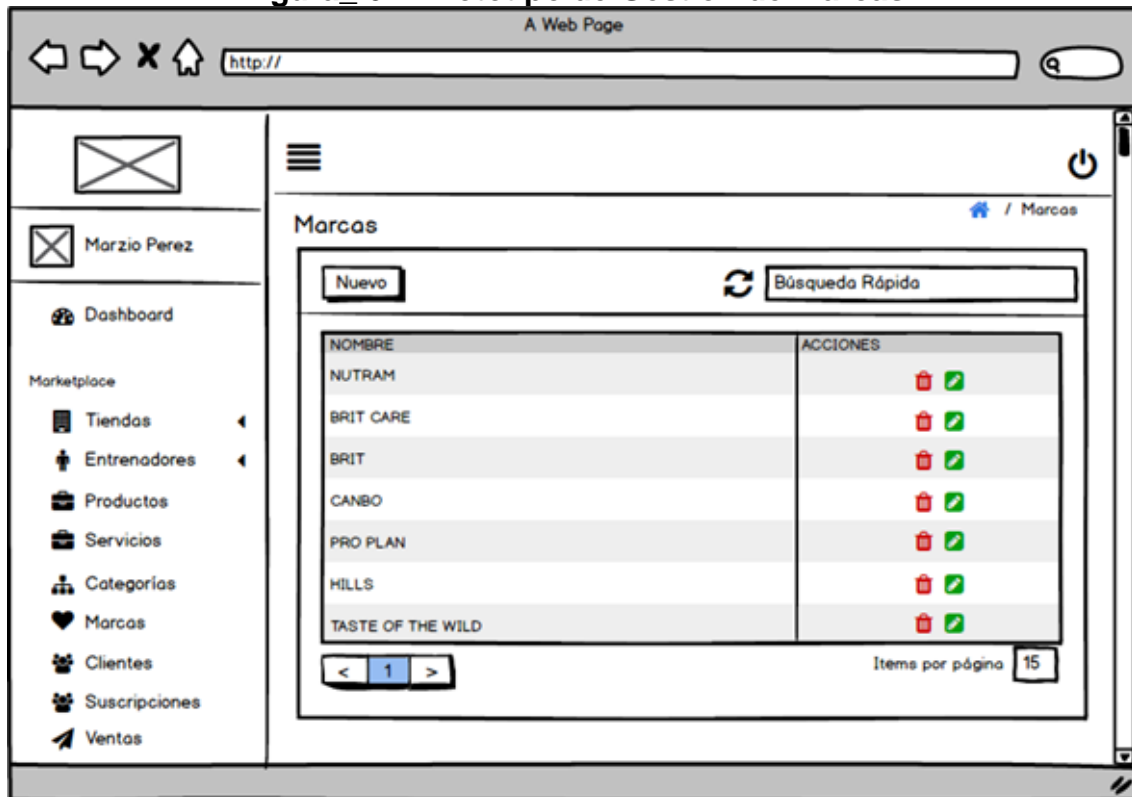 A Web Page
http://
Marzio Perez
Dashboard
Marketplace
Tiendas
Entrenadores
Productos
Servicios
Categorías
Marcas
Clientes
Suscripciones
Ventas
/ Marcas
Marcas
Nuevo
Búsqueda Rápida
NOMBRE ACCIONES
NUTRAM
BRIT CARE
BRIT
CANBO
PRO PLAN
HILLS
TASTE OF THE WILD
< 1 >
Items por página 15